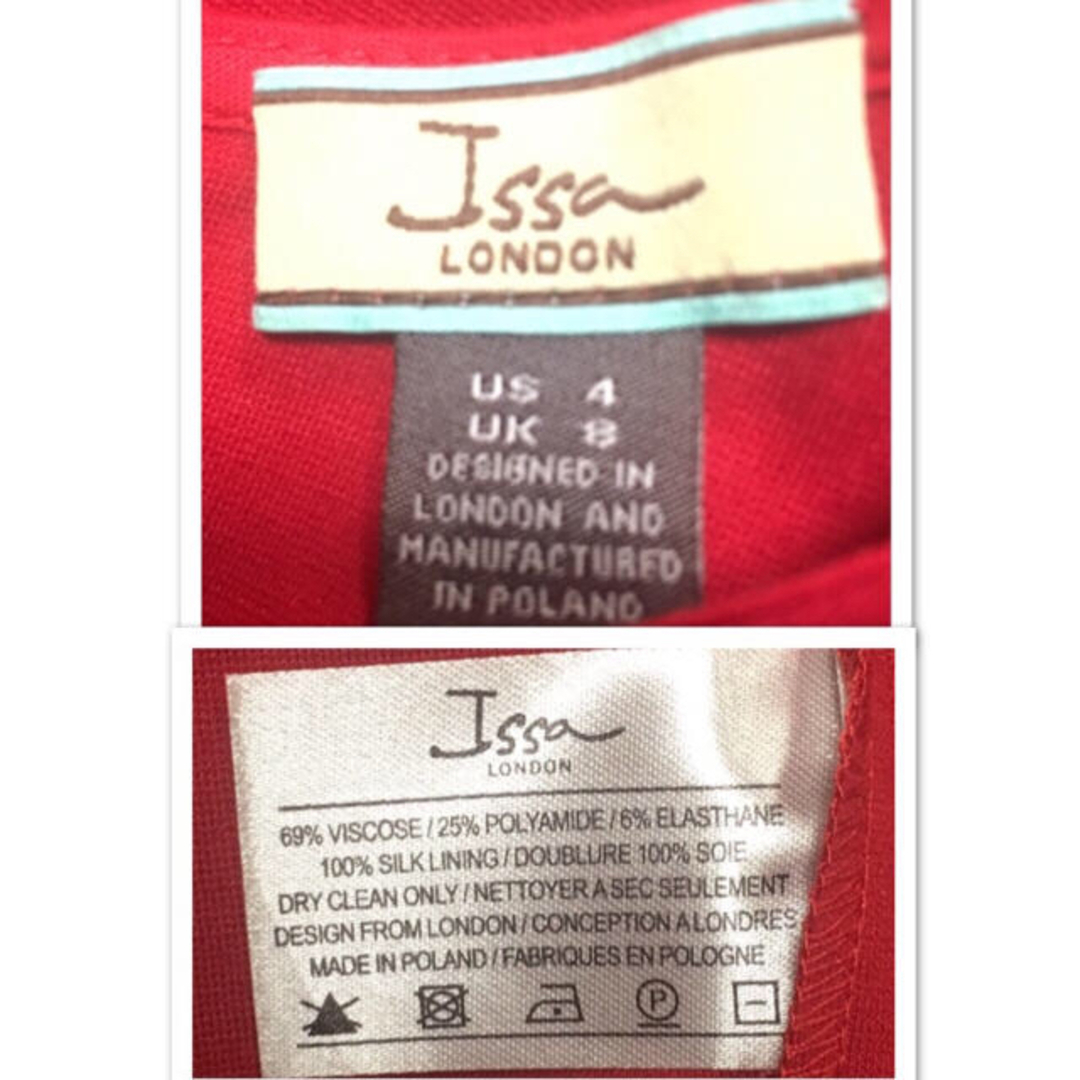 Issa
LONDON
US 4
UK 8
DESIGNED IN
LONDON AND
MANUFACTURED
IN POLAND
Issa
LONDON
69% VISCOSE / 25% POLYAMIDE / 6% ELASTHANE
100% SILK LINING / DOUBLURE 100% SOIE
DRY CLEAN ONLY / NETTOYER A SEC SEULEMENT
DESIGN FROM LONDON / CONCEPTION A LONDRES
MADE IN POLAND / FABRIQUES EN POLOGNE
P